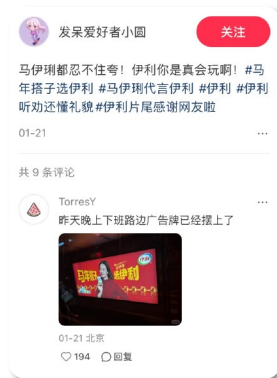 发呆爱好者小圆
关注
马伊琍都忍不住夸！伊利你是真会玩啊！#马
年搭子选伊利 #马伊琍代言伊利 #伊利 #伊利
听劝还懂礼貌#伊利片尾感谢网友啦
01-21
共 9 条评论
TorresY
昨天晚上下班路边广告牌已经摆上了
伊利
01-21 北京
194
回复